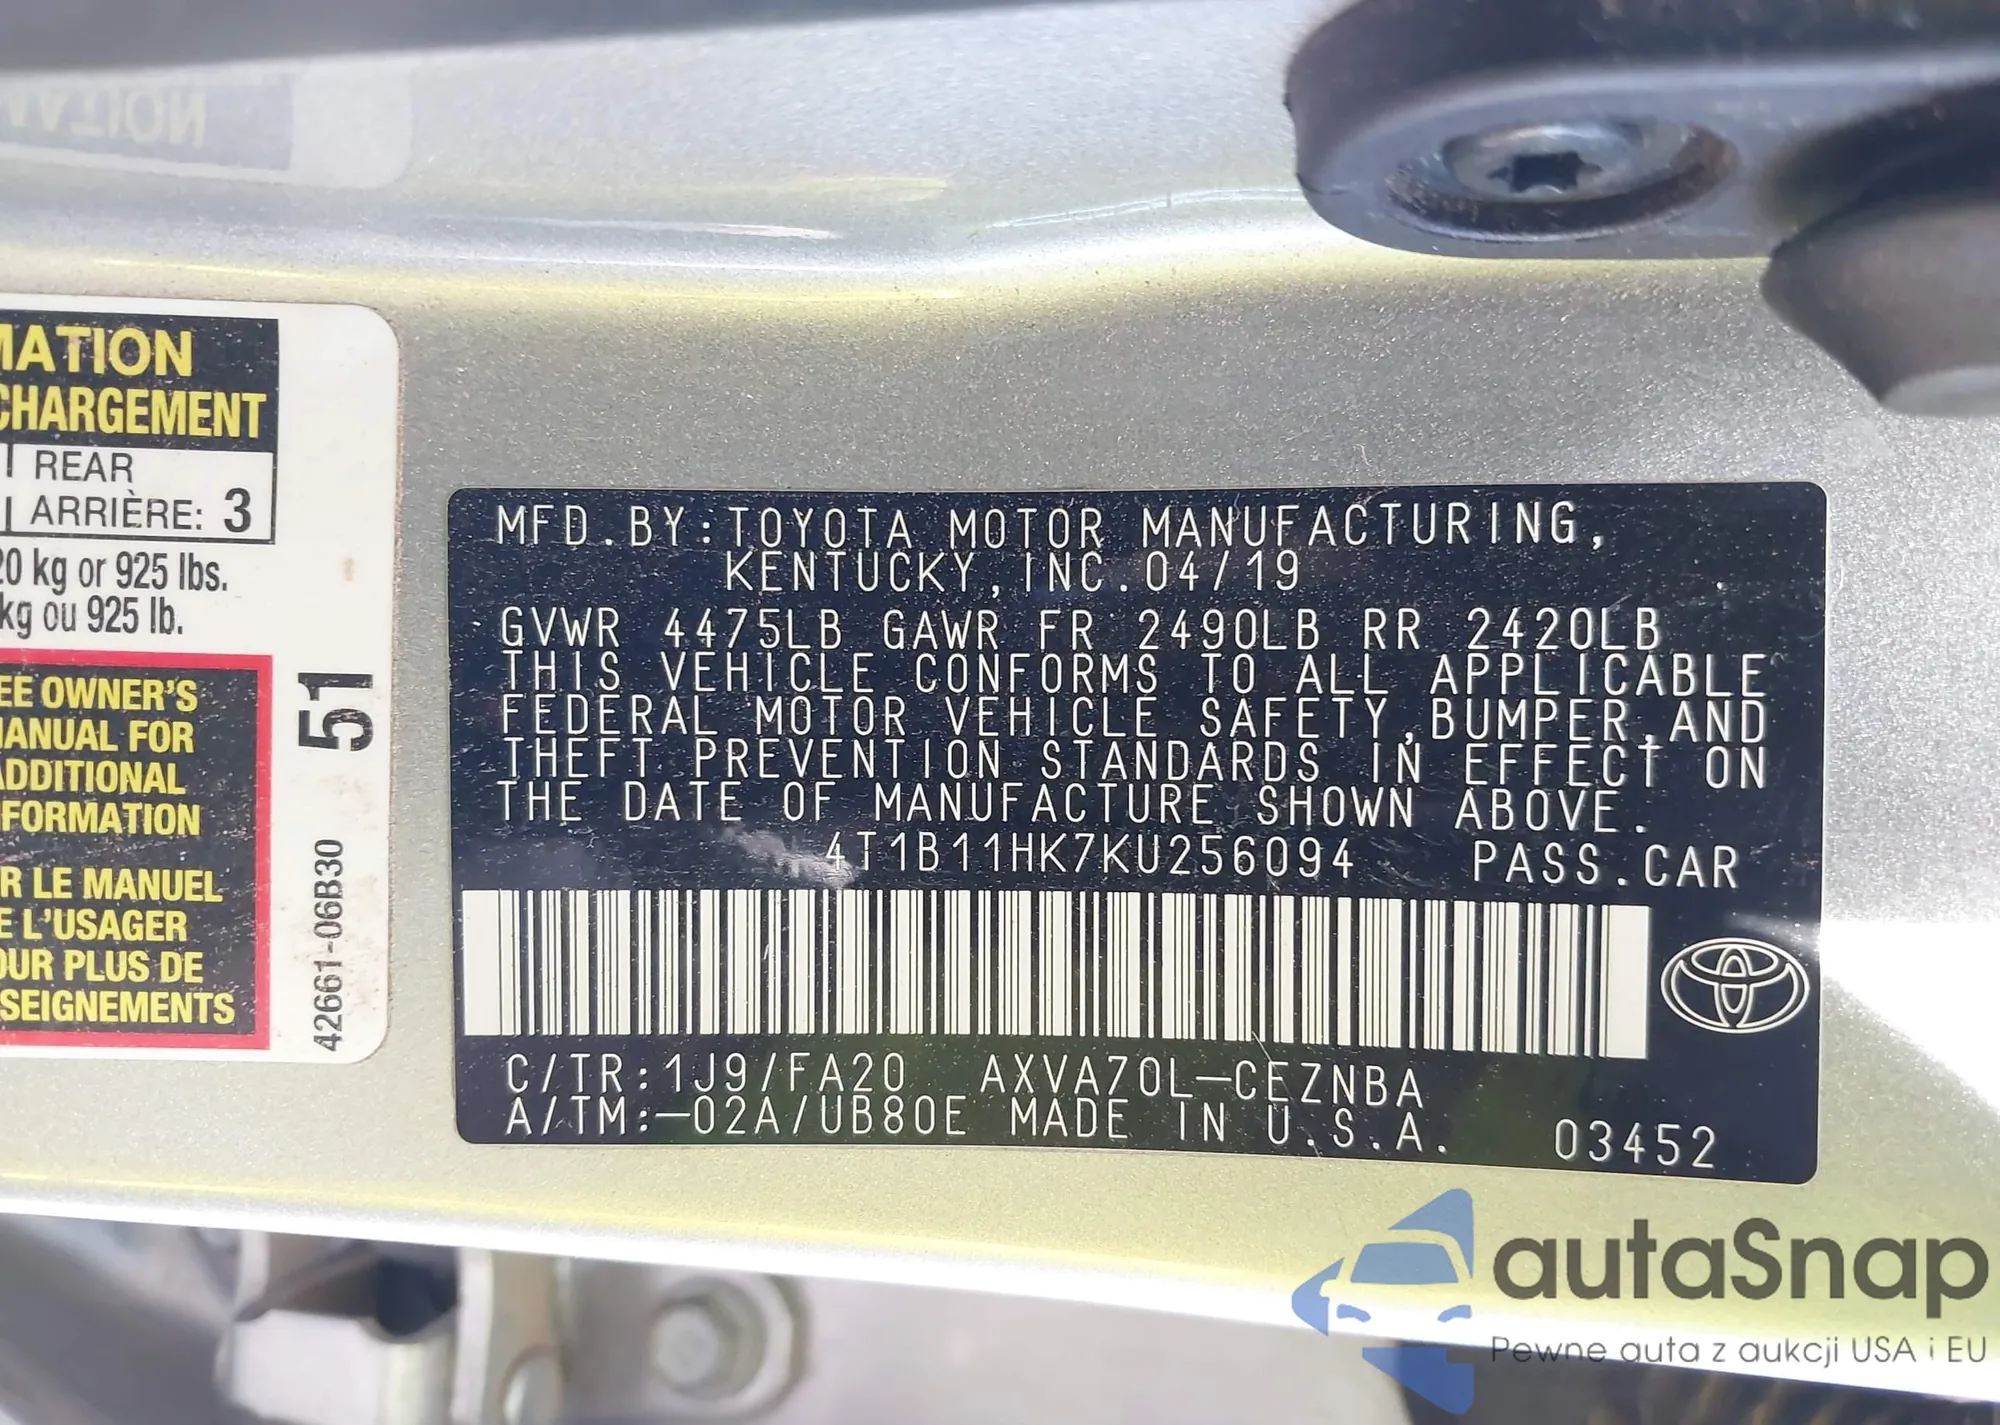 MATION
CHARGEMENT
REAR
ARRIÈRE: 3
20 kg or 925 lbs.
kg ou 925 lb.
EE OWNER'S
MANUAL FOR
ADDITIONAL
FORMATION
R LE MANUEL
E L'USAGER
OUR PLUS DE
SEIGNEMENTS
51
42661-06B30
MFD.BY:TOYOTA MOTOR MANUFACTURING,
KENTUCKY,INC.04/19
GVWR 4475LB GAWR FR 2490LB RR 2420LB
THIS VEHICLE CONFORMS TO ALL APPLICABLE
FEDERAL MOTOR VEHICLE SAFETY,BUMPER,AND
THEFT PREVENTION STANDARDS IN EFFECT ON
THE DATE OF MANUFACTURE SHOWN ABOVE.
4T1B11HK7KU256094 PASS.CAR
C/TR:1J9/FA20 AXVA70L-CEZNBA
A/TM:-02A/UB80E MADE IN U.S.A. 03452
autaSnap
Pewne auta z aukcji USA i EU